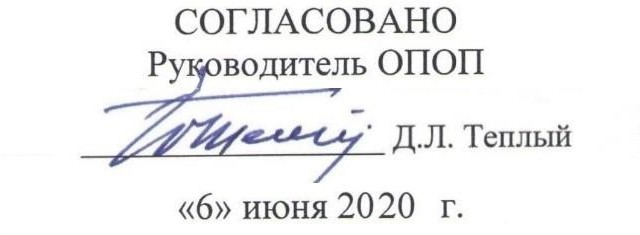 СОГЛАСОВАНО
Руководитель ОПОП
Д.Л. Теплый
«6» июня 2020 г.